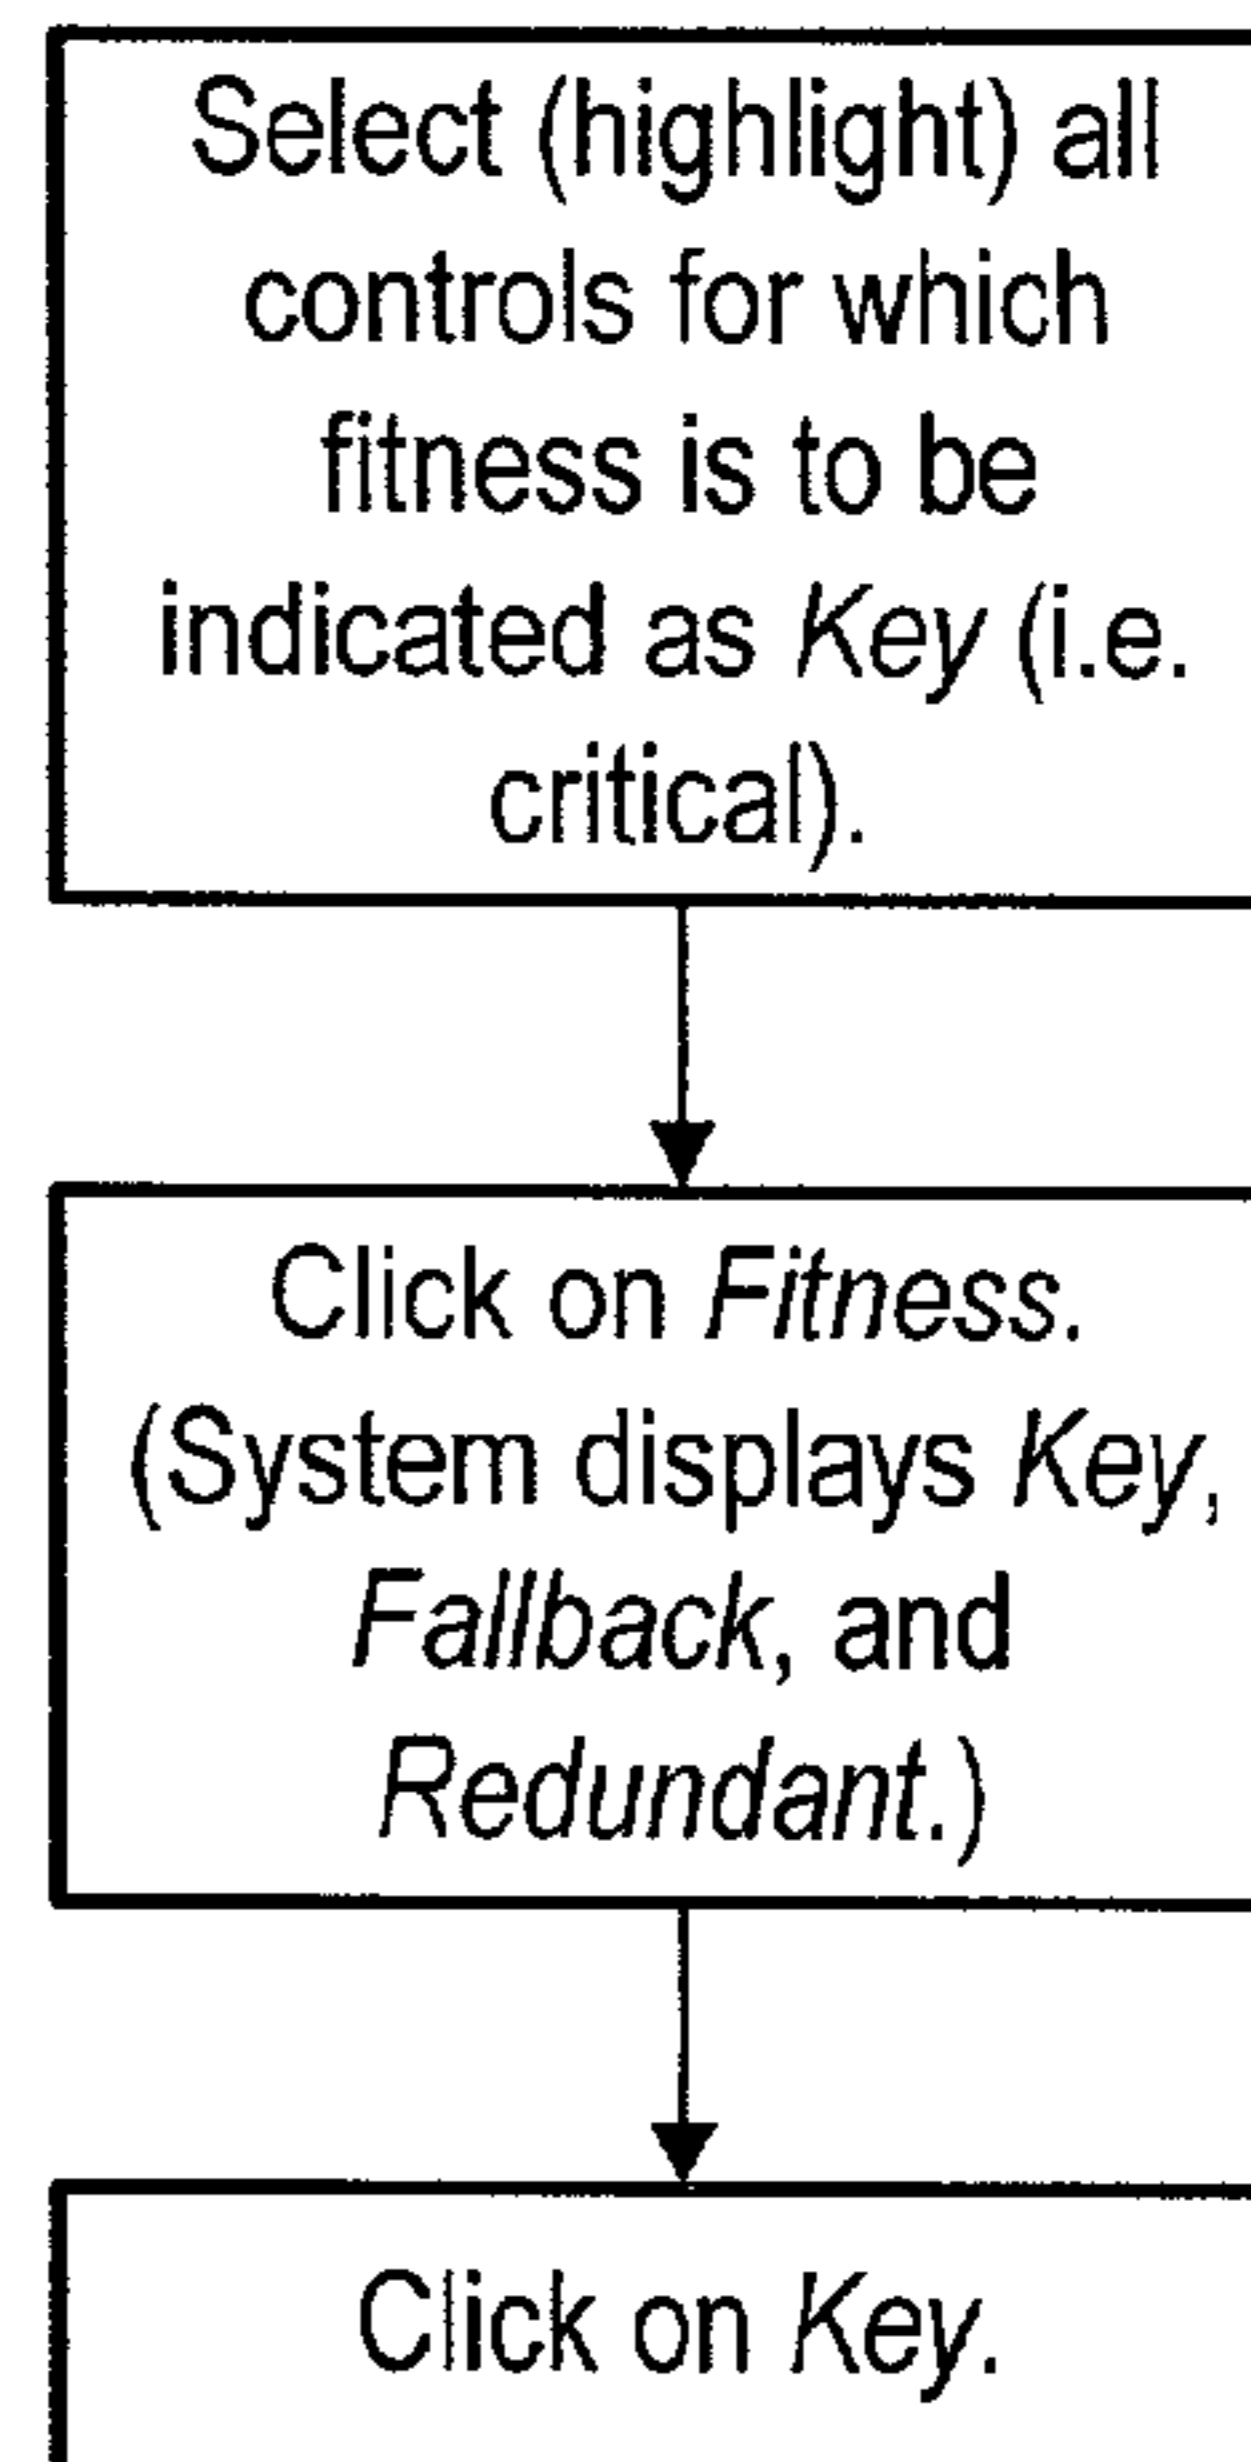 Select (highlight) all
controls for which
fitness is to be
indicated as Key (i.e.
critical).
Click on Fitness.
(System displays Key,
Fallback, and
Redundant.)
Click on Key.